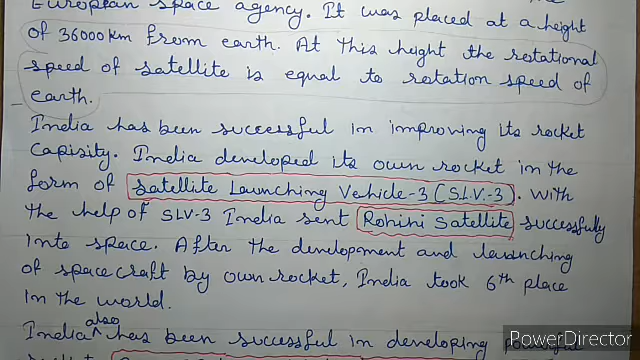 European space agency. It was placed at a height
of 36000km from earth. At this height the rotational
speed of satellite is equal to rotation speed of
earth.
India has been successful in improving its rocket
Capisity. India developed its own rocket in the
form of Satellite Launching Vehicle-3 (S.L.V.-3). With
the help of SLV-3 India sent Rohini Satellite successfully
into space. After the development and launching
of space craft by own rocket, India took 6th place
in the world.
India also has been successful in developing powerful
PowerDirector